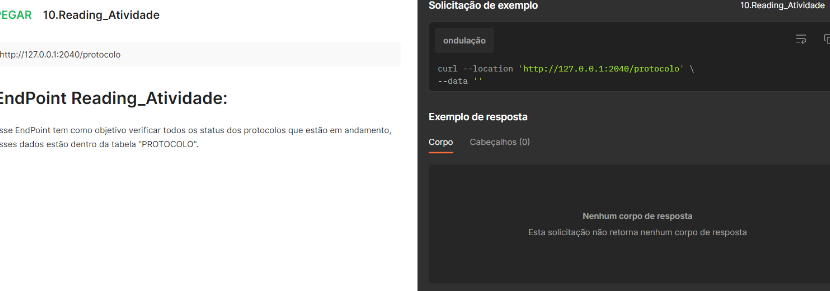 PEGAR 10.Reading_Atividade
http://127.0.0.1:2040/protocolo
EndPoint Reading_Atividade:
sse EndPoint tem como objetivo verificar todos os status dos protocolos que estão em andamento,
sses dados estão dentro da tabela "PROTOCOLO".
Solicitação de exemplo
10.Reading_Atividade
ondulação
curl --location 'http://127.0.0.1:2040/protocolo' \
--data ''
Exemplo de resposta
Corpo Cabeçalhos (0)
Nenhum corpo de resposta
Esta solicitação não retorna nenhum corpo de resposta